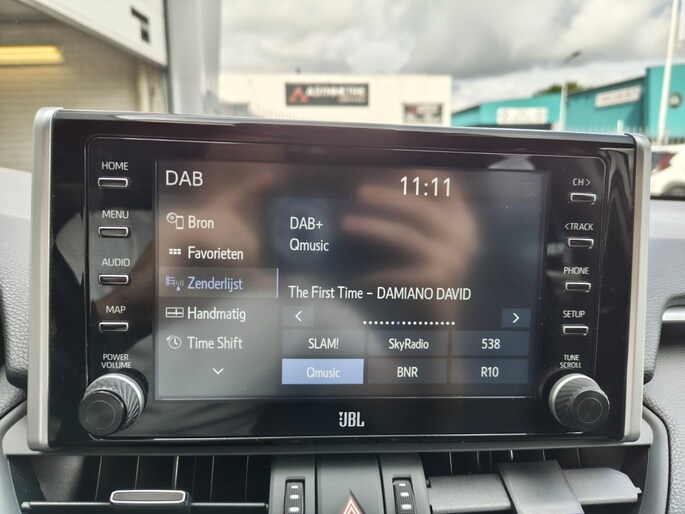 HOME
MENU
AUDIO
MAP
POWER
VOLUME
DAB
11:11
Bron
Favorieten
Zenderlijst
Handmatig
Time Shift
DAB+
Qmusic
The First Time – DAMIANO DAVID
SLAM!
SkyRadio
538
Qmusic
BNR
R10
CH >
< TRACK
PHONE
SETUP
TUNE
SCROLL
JBL